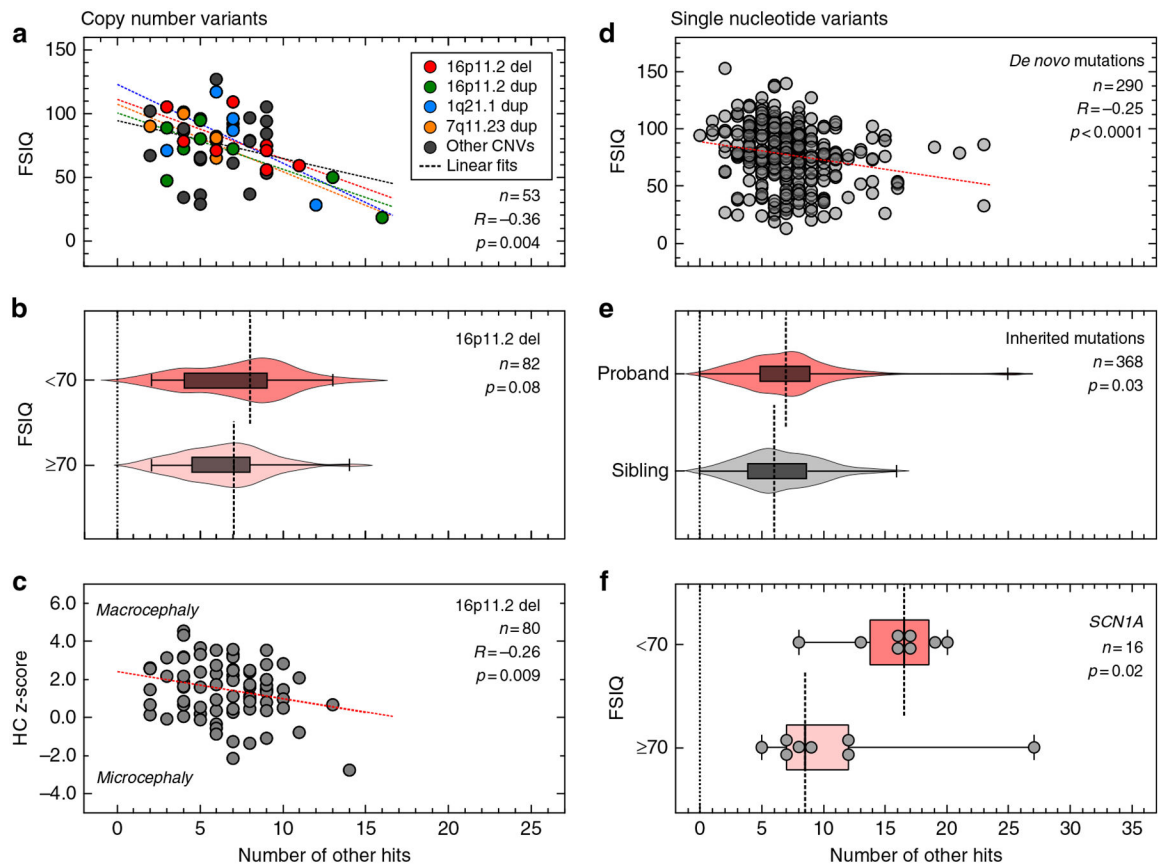 Copy number variants
a
FSIQ
150
100
50
0
16p11.2 del
16p11.2 dup
1q21.1 dup
7q11.23 dup
Other CNVs
Linear fits
n=53
R=−0.36
p=0.004
b
FSIQ
<70
≥70
16p11.2 del
n=82
p=0.08
c
HC z-score
6.0
4.0
2.0
0.0
−2.0
−4.0
Macrocephaly
Microcephaly
16p11.2 del
n=80
R=−0.26
p=0.009
0 5 10 15 20 25
Number of other hits
Single nucleotide variants
d
FSIQ
150
100
50
0
De novo mutations
n=290
R=−0.25
p<0.0001
e
Proband
Sibling
Inherited mutations
n=368
p=0.03
f
FSIQ
<70
≥70
SCN1A
n=16
p=0.02
0 5 10 15 20 25 30 35
Number of other hits